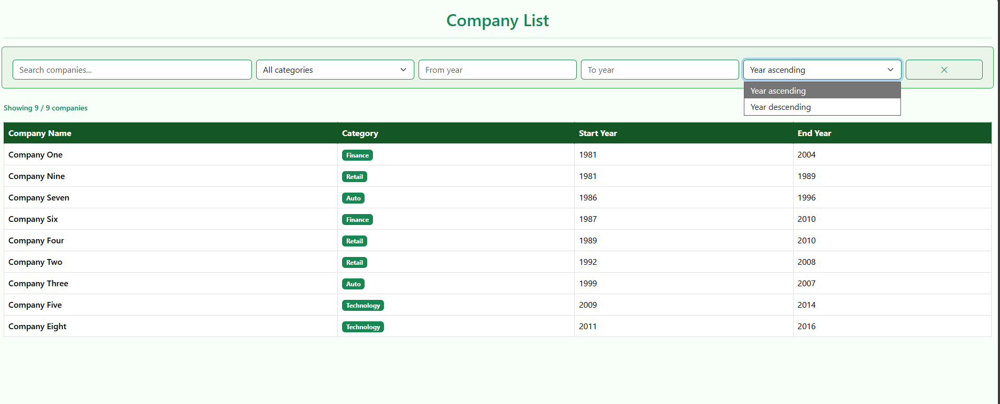 Company List
Search companies... All categories From year To year Year ascending
Year ascending
Year descending
Showing 9 / 9 companies
Company Name Category Start Year End Year
Company One Finance 1981 2004
Company Nine Retail 1981 1989
Company Seven Auto 1986 1996
Company Six Finance 1987 2010
Company Four Retail 1989 2010
Company Two Retail 1992 2008
Company Three Auto 1999 2007
Company Five Technology 2009 2014
Company Eight Technology 2011 2016